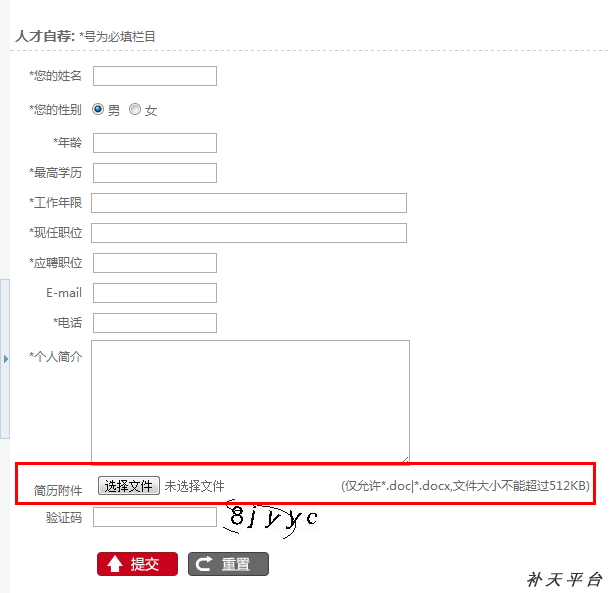 人才自荐: *号为必填栏目
*您的姓名
*您的性别 男 女
*年龄
*最高学历
*工作年限
*现任职位
*应聘职位
E-mail
*电话
*个人简介
简历附件 选择文件 未选择文件 (仅允许*.doc|*.docx,文件大小不能超过512KB)
验证码 8jvyc
提交 重置
补天平台